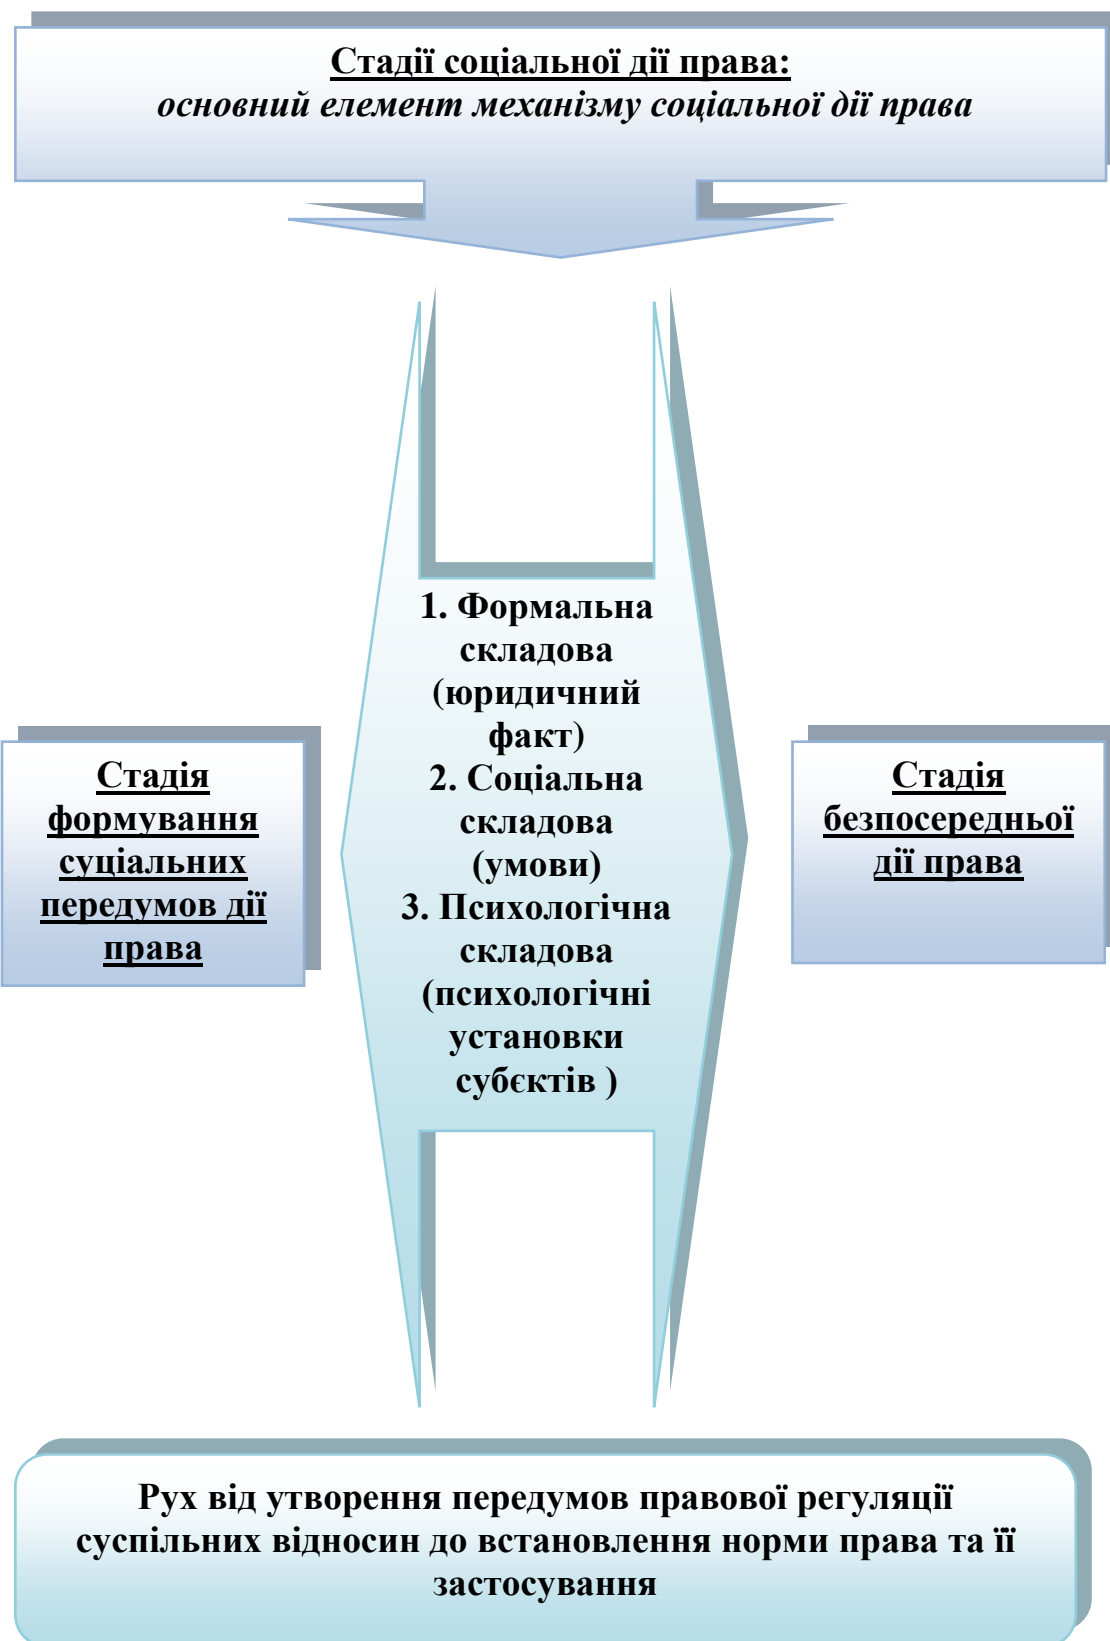 Стадії соціальної дії права:
основний елемент механізму соціальної дії права
1. Формальна
складова
(юридичний
факт)
2. Соціальна
складова
(умови)
3. Психологічна
складова
(психологічні
установки
субєктів )
Стадія
формування
суціальних
передумов дії
права
Стадія
безпосередньої
дії права
Рух від утворення передумов правової регуляції
суспільних відносин до встановлення норми права та її
застосування